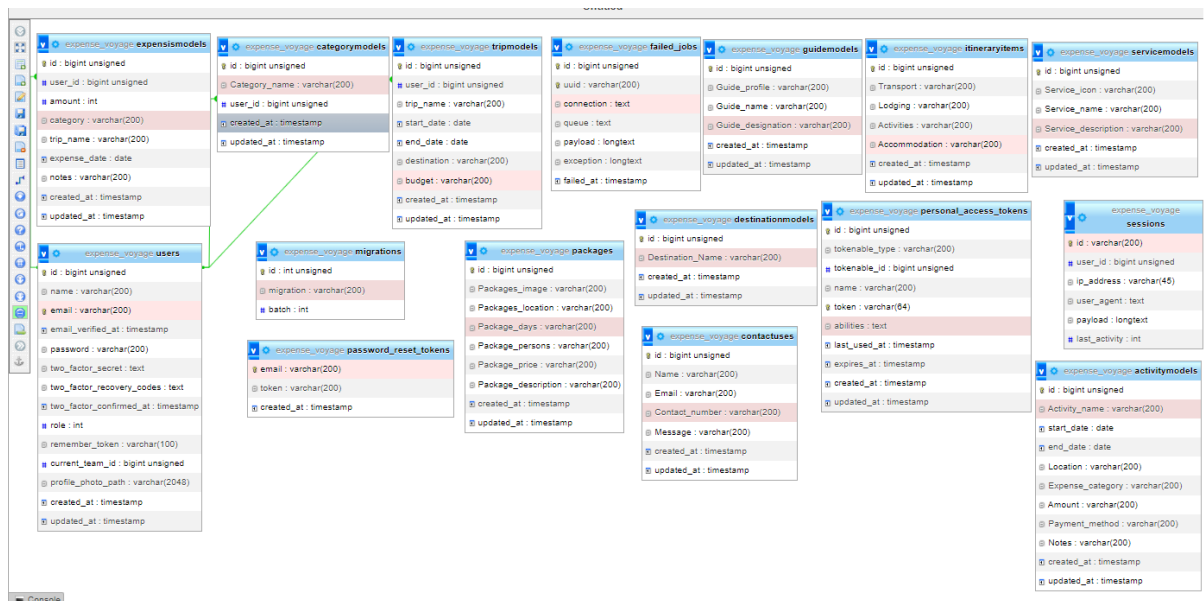 Untitled
expense_voyage expensismodels
id : bigint unsigned
user_id : bigint unsigned
amount : int
category : varchar(200)
trip_name : varchar(200)
expense_date : date
notes : varchar(200)
created_at : timestamp
updated_at : timestamp
expense_voyage categorymodels
id : bigint unsigned
Category_name : varchar(200)
user_id : bigint unsigned
created_at : timestamp
updated_at : timestamp
expense_voyage tripmodels
id : bigint unsigned
user_id : bigint unsigned
trip_name : varchar(200)
start_date : date
end_date : date
destination : varchar(200)
budget : varchar(200)
created_at : timestamp
updated_at : timestamp
expense_voyage failed_jobs
id : bigint unsigned
uuid : varchar(200)
connection : text
queue : text
payload : longtext
exception : longtext
failed_at : timestamp
expense_voyage guidemodels
id : bigint unsigned
Guide_profile : varchar(200)
Guide_name : varchar(200)
Guide_designation : varchar(200)
created_at : timestamp
updated_at : timestamp
expense_voyage itineraryitems
id : bigint unsigned
Transport : varchar(200)
Lodging : varchar(200)
Activities : varchar(200)
Accommodation : varchar(200)
created_at : timestamp
updated_at : timestamp
expense_voyage servicemodels
id : bigint unsigned
Service_icon : varchar(200)
Service_name : varchar(200)
Service_description : varchar(200)
created_at : timestamp
updated_at : timestamp
expense_voyage users
id : bigint unsigned
name : varchar(200)
email : varchar(200)
email_verified_at : timestamp
password : varchar(200)
two_factor_secret : text
two_factor_recovery_codes : text
two_factor_confirmed_at : timestamp
role : int
remember_token : varchar(100)
current_team_id : bigint unsigned
profile_photo_path : varchar(2048)
created_at : timestamp
updated_at : timestamp
expense_voyage migrations
id : int unsigned
migration : varchar(200)
batch : int
expense_voyage password_reset_tokens
email : varchar(200)
token : varchar(200)
created_at : timestamp
expense_voyage packages
id : bigint unsigned
Packages_image : varchar(200)
Packages_location : varchar(200)
Package_days : varchar(200)
Package_persons : varchar(200)
Package_price : varchar(200)
Package_description : varchar(200)
created_at : timestamp
updated_at : timestamp
expense_voyage destinationmodels
id : bigint unsigned
Destination_Name : varchar(200)
created_at : timestamp
updated_at : timestamp
expense_voyage contactuses
id : bigint unsigned
Name : varchar(200)
Email : varchar(200)
Contact_number : varchar(200)
Message : varchar(200)
created_at : timestamp
updated_at : timestamp
expense_voyage personal_access_tokens
id : bigint unsigned
tokenable_type : varchar(200)
tokenable_id : bigint unsigned
name : varchar(200)
token : varchar(64)
abilities : text
last_used_at : timestamp
expires_at : timestamp
created_at : timestamp
updated_at : timestamp
expense_voyage
sessions
id : varchar(200)
user_id : bigint unsigned
ip_address : varchar(45)
user_agent : text
payload : longtext
last_activity : int
expense_voyage activitymodels
id : bigint unsigned
Activity_name : varchar(200)
start_date : date
end_date : date
Location : varchar(200)
Expense_category : varchar(200)
Amount : varchar(200)
Payment_method : varchar(200)
Notes : varchar(200)
created_at : timestamp
updated_at : timestamp
Console